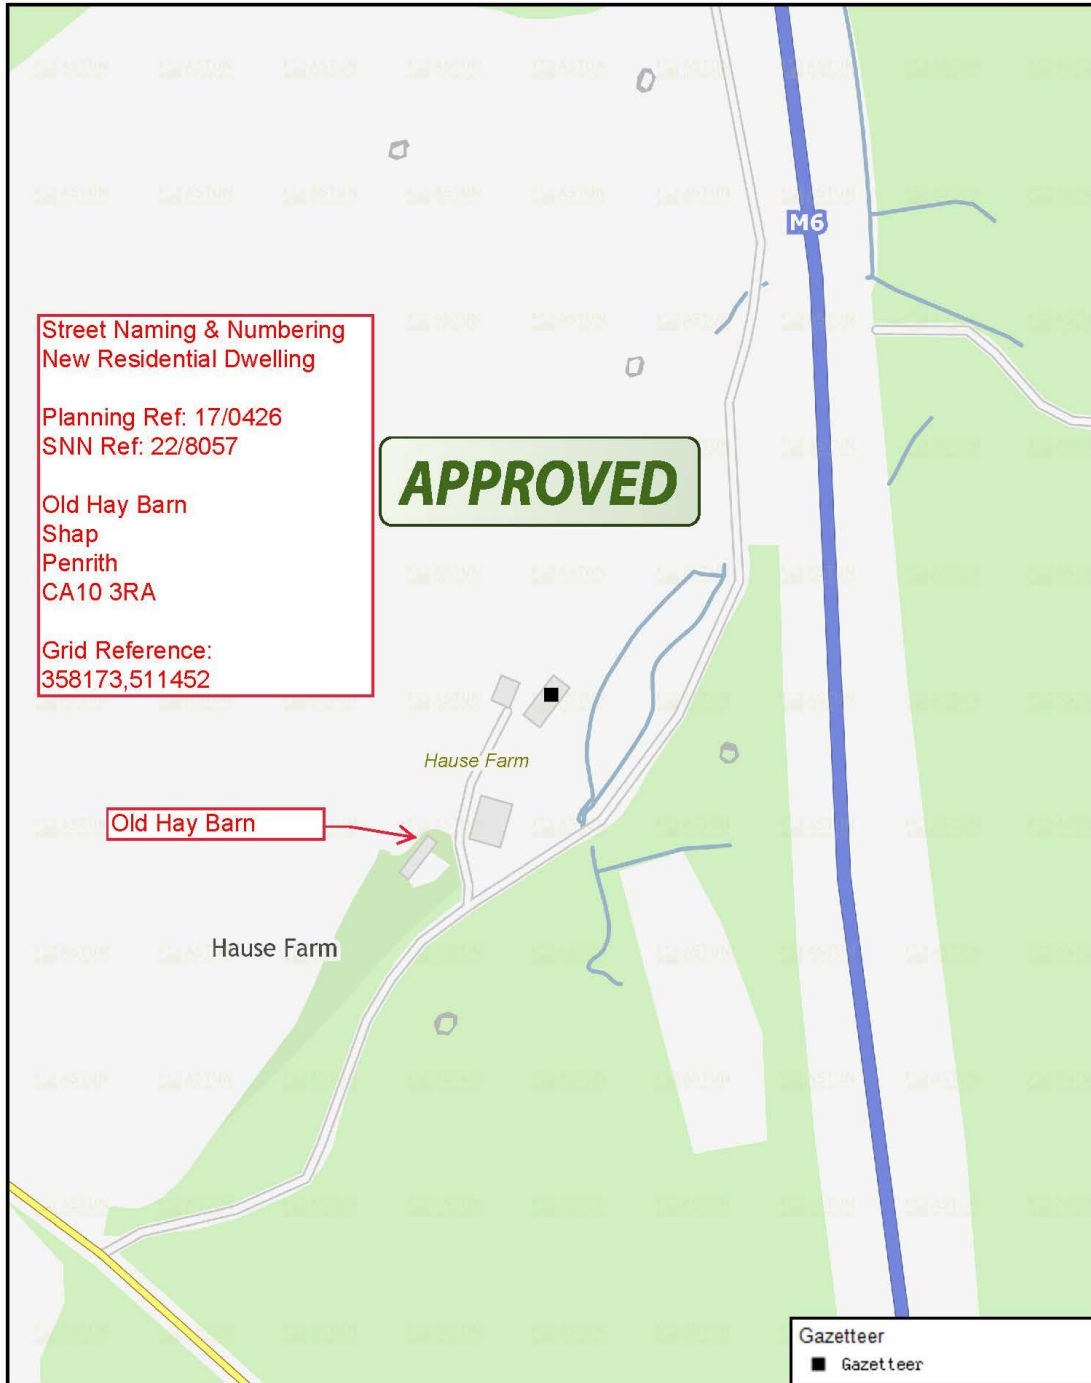 M6
Street Naming & Numbering
New Residential Dwelling
Planning Ref: 17/0426
SNN Ref: 22/8057
Old Hay Barn
Shap
Penrith
CA10 3RA
Grid Reference:
358173,511452
APPROVED
Hause Farm
Old Hay Barn
Hause Farm
Gazetteer
Gazetteer